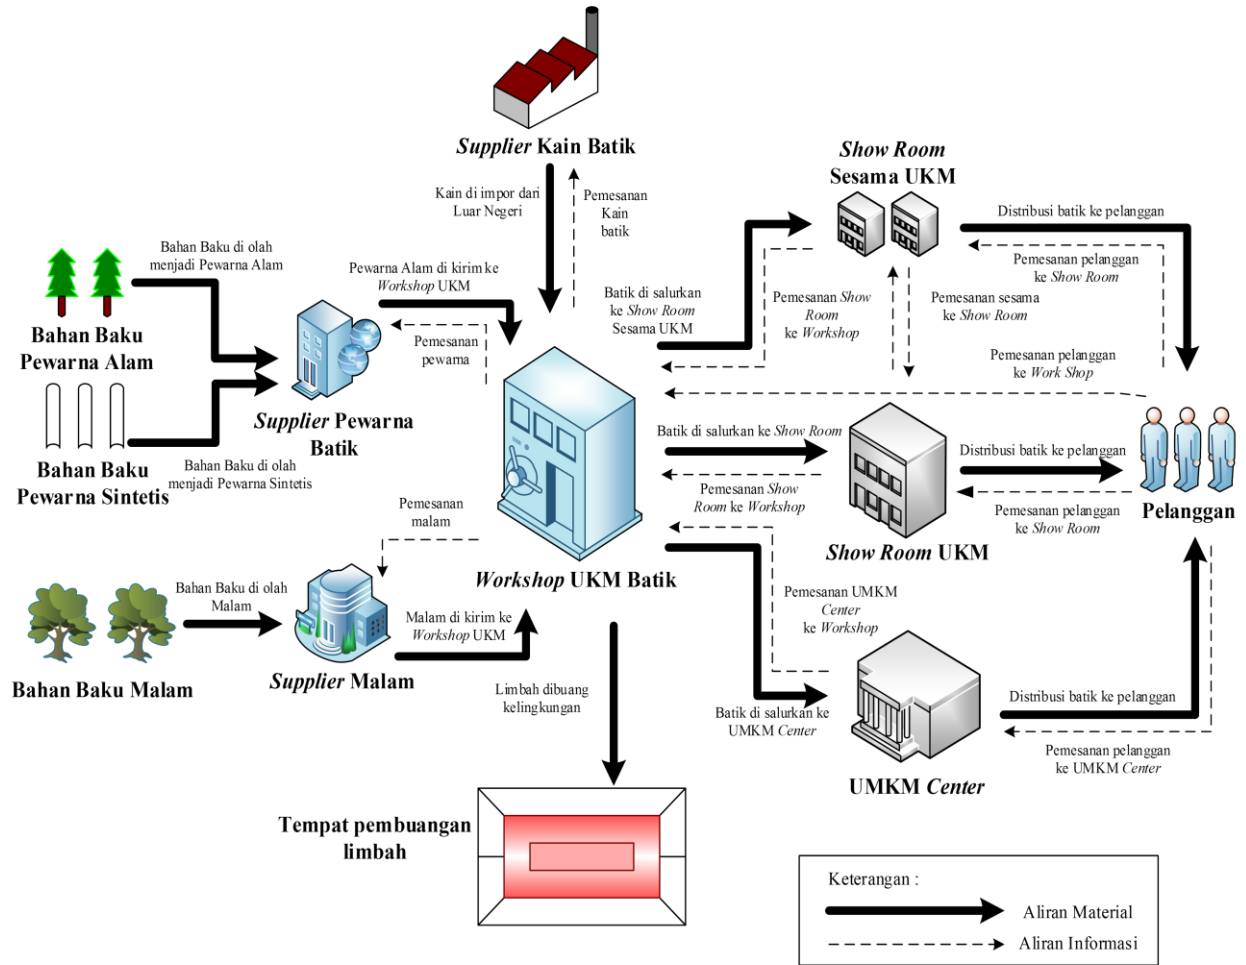 Supplier Kain Batik
Kain di impor dari
Luar Negeri
Pemesanan
Kain
batik
Show Room
Sesama UKM
Distribusi batik ke pelanggan
Pemesanan pelanggan
ke Show Room
Bahan Baku di olah
menjadi Pewarna Alam
Pewarna Alam di kirim ke
Workshop UKM
Batik di salurkan
ke Show Room
Sesama UKM
Pemesanan Show
Room
ke Workshop
Pemesanan sesama
ke Show Room
Bahan Baku
Pewarna Alam
Pemesanan
pewarna
Pemesanan pelanggan
ke Work Shop
Supplier Pewarna
Batik
Bahan Baku
Pewarna Sintetis
Bahan Baku di olah
menjadi Pewarna Sintetis
Batik di salurkan ke Show Room
Pemesanan Show
Room ke Workshop
Distribusi batik ke pelanggan
Pemesanan pelanggan
ke Show Room
Pelanggan
Pemesanan
malam
Workshop UKM Batik
Show Room UKM
Bahan Baku di olah
Malam
Malam di kirim ke
Workshop UKM
Pemesanan UMKM
Center
ke Workshop
Bahan Baku Malam
Supplier Malam
Limbah dibuang
kelingkungan
Batik di salurkan ke
UMKM Center
Distribusi batik ke pelanggan
Pemesanan pelanggan
ke UMKM Center
UMKM Center
Tempat pembuangan
limbah
Keterangan :
Aliran Material
Aliran Informasi